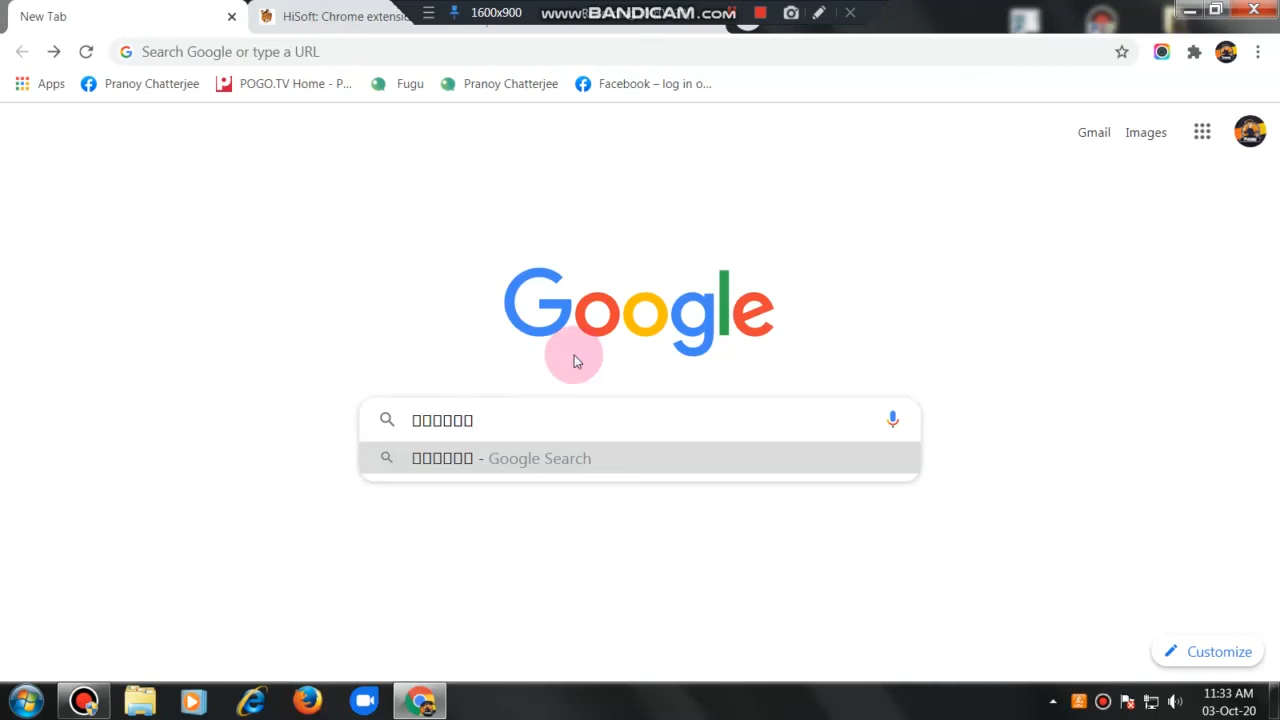 New Tab
HiSoft: Chrome extensi
1600x900
WWW.BANDICAM.COM
Search Google or type a URL
Apps
Pranoy Chatterjee
POGO.TV Home - P...
Fugu
Pranoy Chatterjee
Facebook – log in o...
Gmail
Images
Google
▯▯▯▯▯▯
▯▯▯▯▯▯ - Google Search
Customize
11:33 AM
03-Oct-20